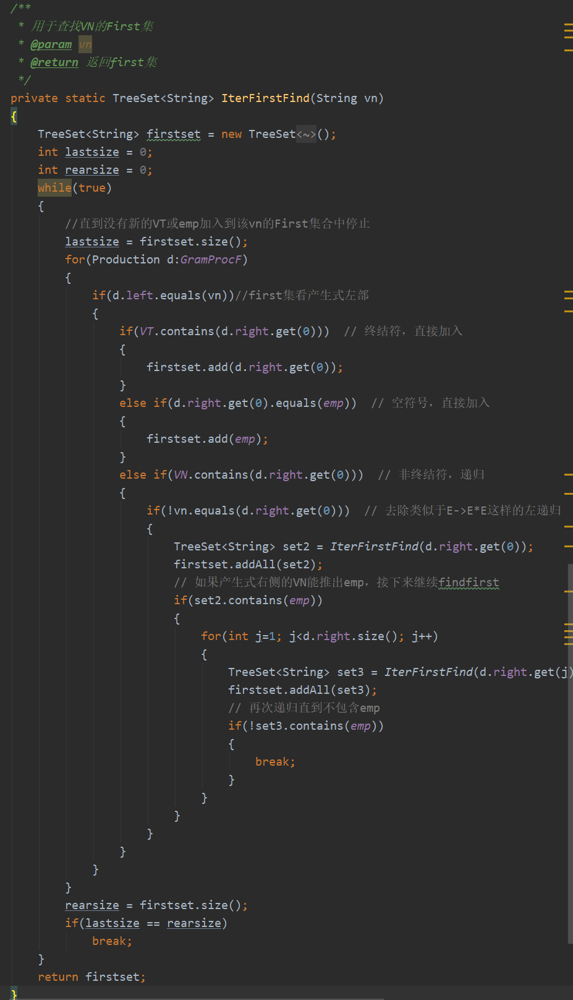 /**
 * 用于查找VN的First集
 * @param vn
 * @return 返回first集
 */
private static TreeSet<String> IterFirstFind(String vn)
{
    TreeSet<String> firstset = new TreeSet<~>();
    int lastsize = 0;
    int rearsize = 0;
    while(true)
    {
        //直到没有新的VT或emp加入到该vn的First集合中停止
        lastsize = firstset.size();
        for(Production d:GramProcF)
        {
            if(d.left.equals(vn))//first集看产生式左部
            {
                if(VT.contains(d.right.get(0)))  // 终结符，直接加入
                {
                    firstset.add(d.right.get(0));
                }
                else if(d.right.get(0).equals(emp))  // 空符号，直接加入
                {
                    firstset.add(emp);
                }
                else if(VN.contains(d.right.get(0)))  // 非终结符，递归
                {
                    if(!vn.equals(d.right.get(0)))  // 去除类似于E->E*E这样的左递归
                    {
                        TreeSet<String> set2 = IterFirstFind(d.right.get(0));
                        firstset.addAll(set2);
                        // 如果产生式右侧的VN能推出emp，接下来继续findfirst
                        if(set2.contains(emp))
                        {
                            for(int j=1; j<d.right.size(); j++)
                            {
                                TreeSet<String> set3 = IterFirstFind(d.right.get(j)
                                firstset.addAll(set3);
                                // 再次递归直到不包含emp
                                if(!set3.contains(emp))
                                {
                                    break;
                                }
                            }
                        }
                    }
                }
            }
        }
        rearsize = firstset.size();
        if(lastsize == rearsize)
            break;
    }
    return firstset;
}